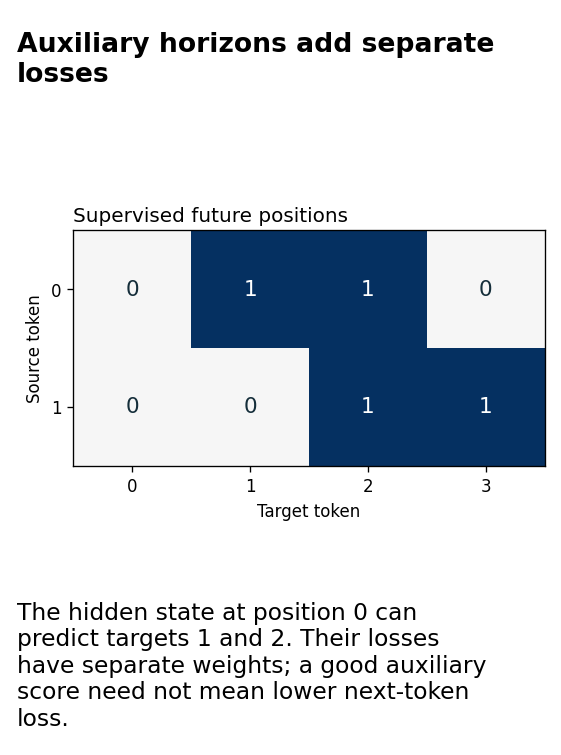 Auxiliary horizons add separate
losses
Supervised future positions
0 1 1 0
0 0 1 1
0
1
Source token
0 1 2 3
Target token
The hidden state at position 0 can
predict targets 1 and 2. Their losses
have separate weights; a good auxiliary
score need not mean lower next-token
loss.